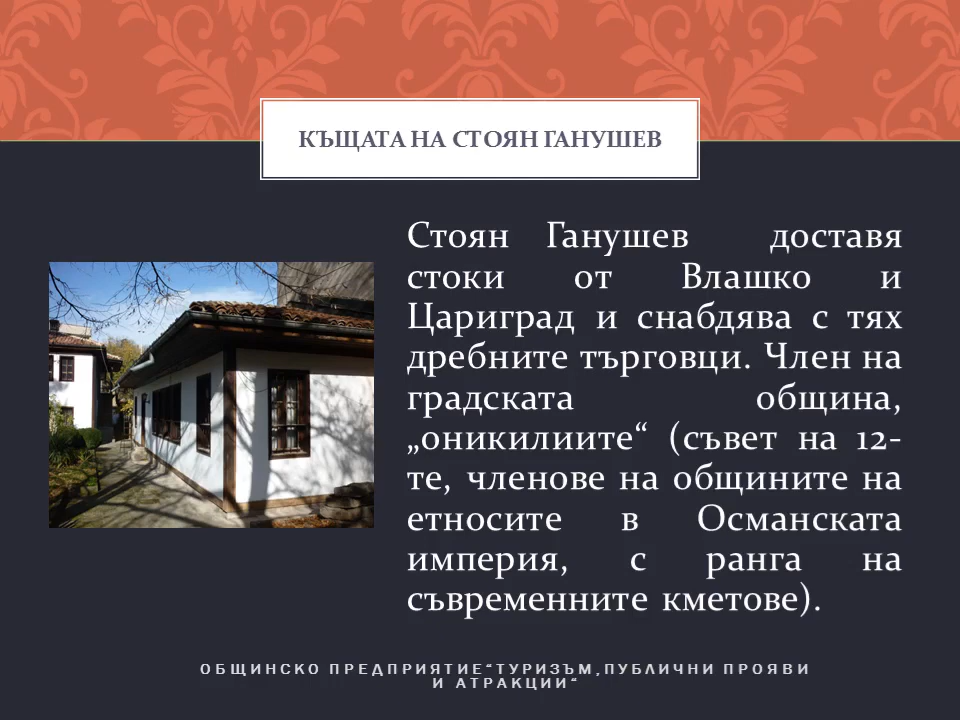 КЪЩАТА НА СТОЯН ГАНУШЕВ
Стоян Ганушев доставя
стоки от Влашко и
Цариград и снабдява с тях
дребните търговци. Член на
градската община,
„оникилиите“ (съвет на 12-
те, членове на общините на
етносите в Османската
империя, с ранга на
съвременните кметове).
ОБЩИНСКО ПРЕДПРИЯТИЕ“ТУРИЗЪМ,ПУБЛИЧНИ ПРОЯВИ
И АТРАКЦИИ“